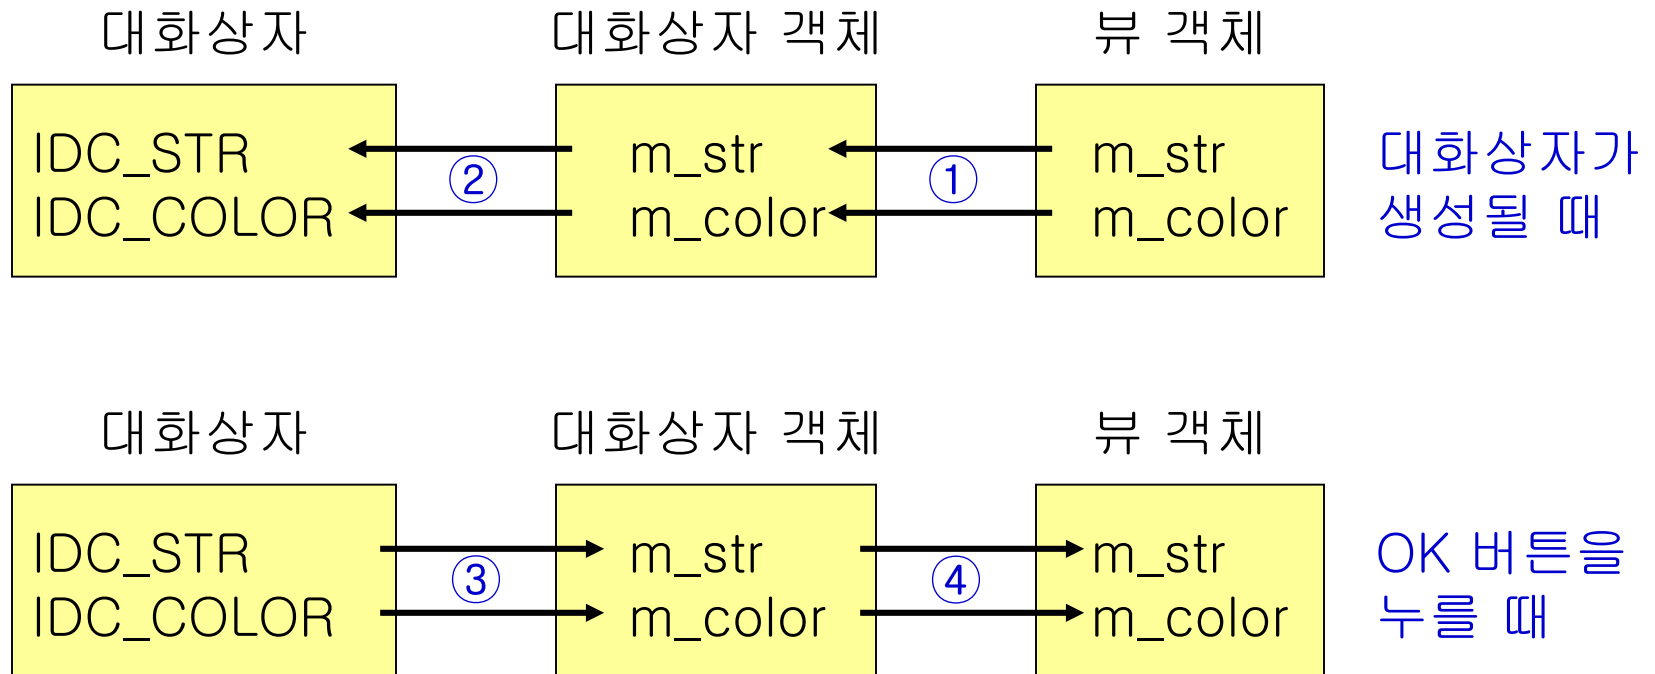 대화상자 대화상자 객체 뷰 객체
IDC_STR m_str m_str
② ①
IDC_COLOR m_color m_color
대화상자가
생성될 때
대화상자 대화상자 객체 뷰 객체
IDC_STR m_str m_str
③ ④
IDC_COLOR m_color m_color
OK 버튼을
누를 때